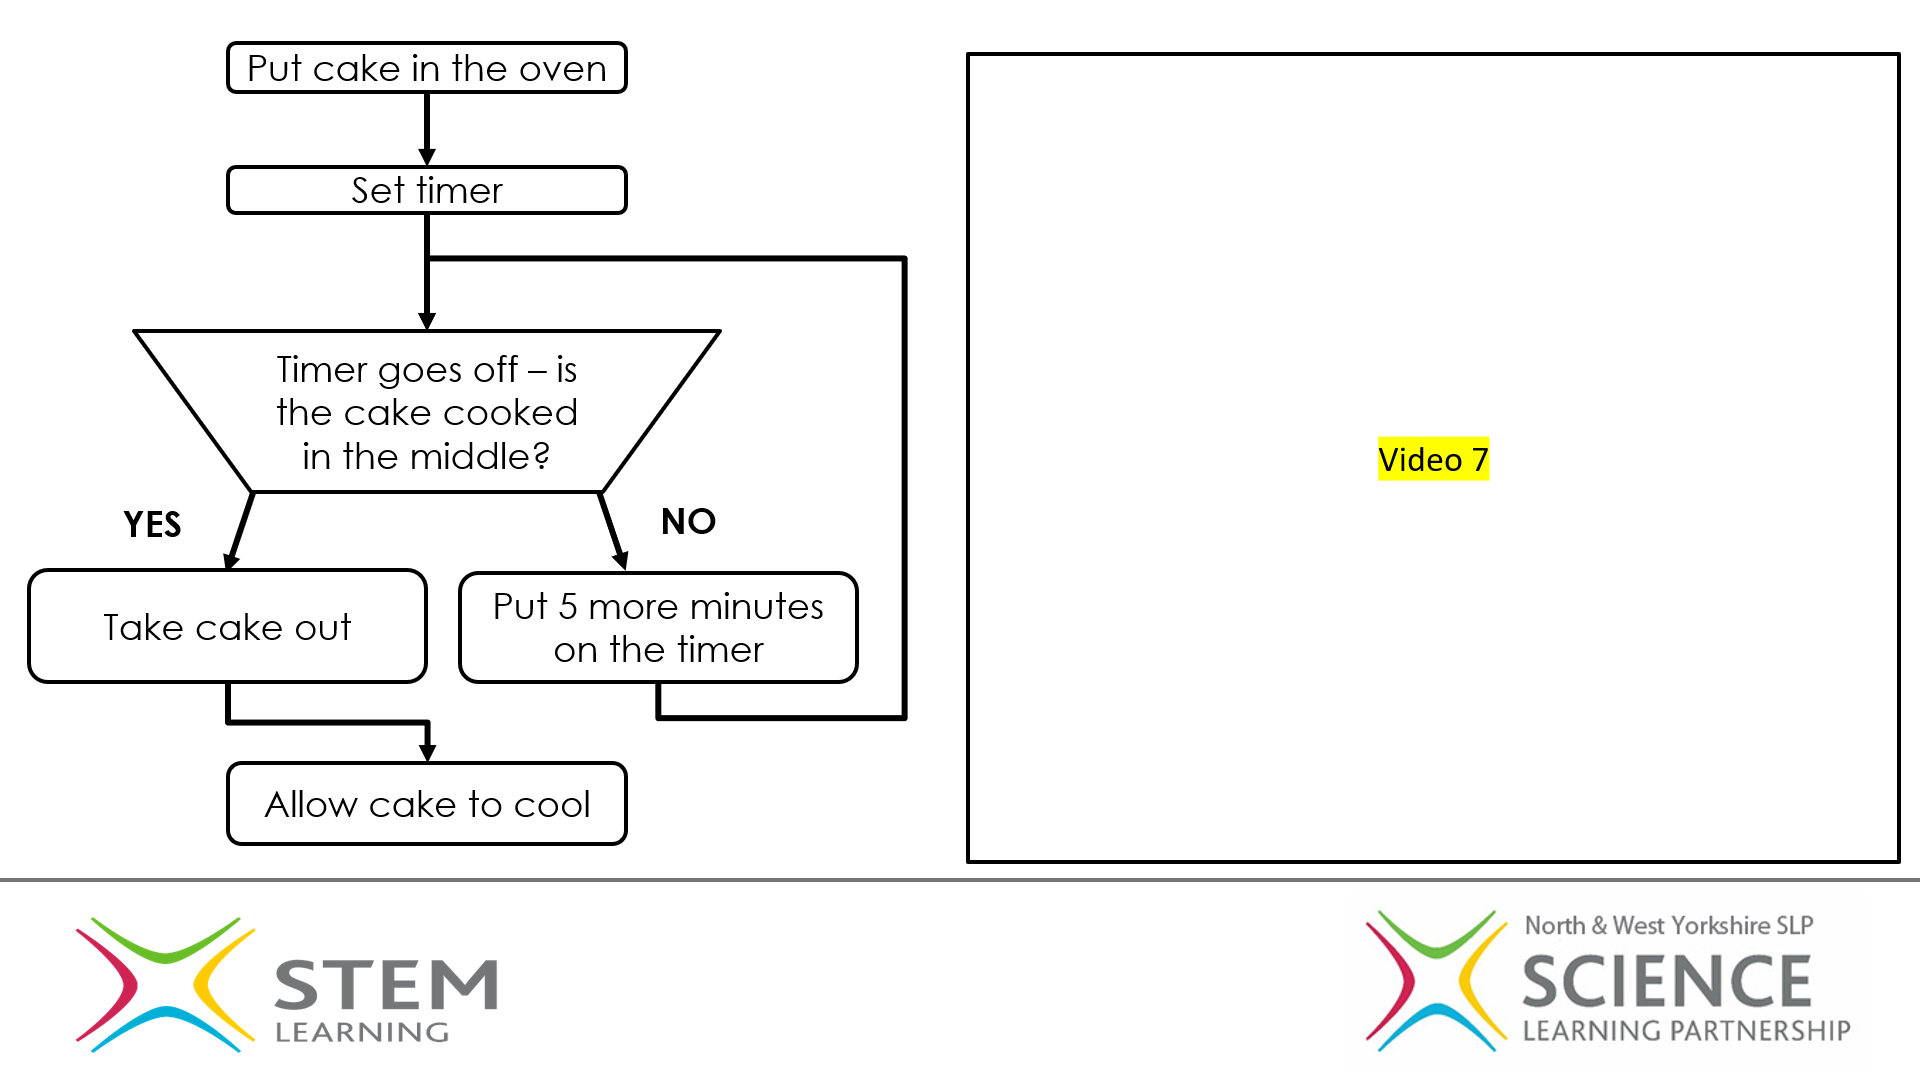 Put cake in the oven
Set timer
Timer goes off – is
the cake cooked
in the middle?
YES
NO
Take cake out
Put 5 more minutes
on the timer
Allow cake to cool
Video 7
STEM
LEARNING
North & West Yorkshire SLP
SCIENCE
LEARNING PARTNERSHIP